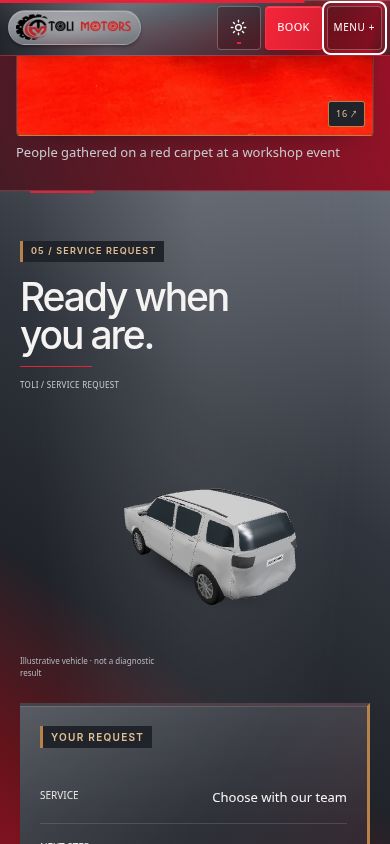 TOLI MOTORS
BOOK
MENU +
16 ↗
People gathered on a red carpet at a workshop event
05 / SERVICE REQUEST
Ready when
you are.
TOLI / SERVICE REQUEST
Illustrative vehicle · not a diagnostic
result
YOUR REQUEST
SERVICE
Choose with our team